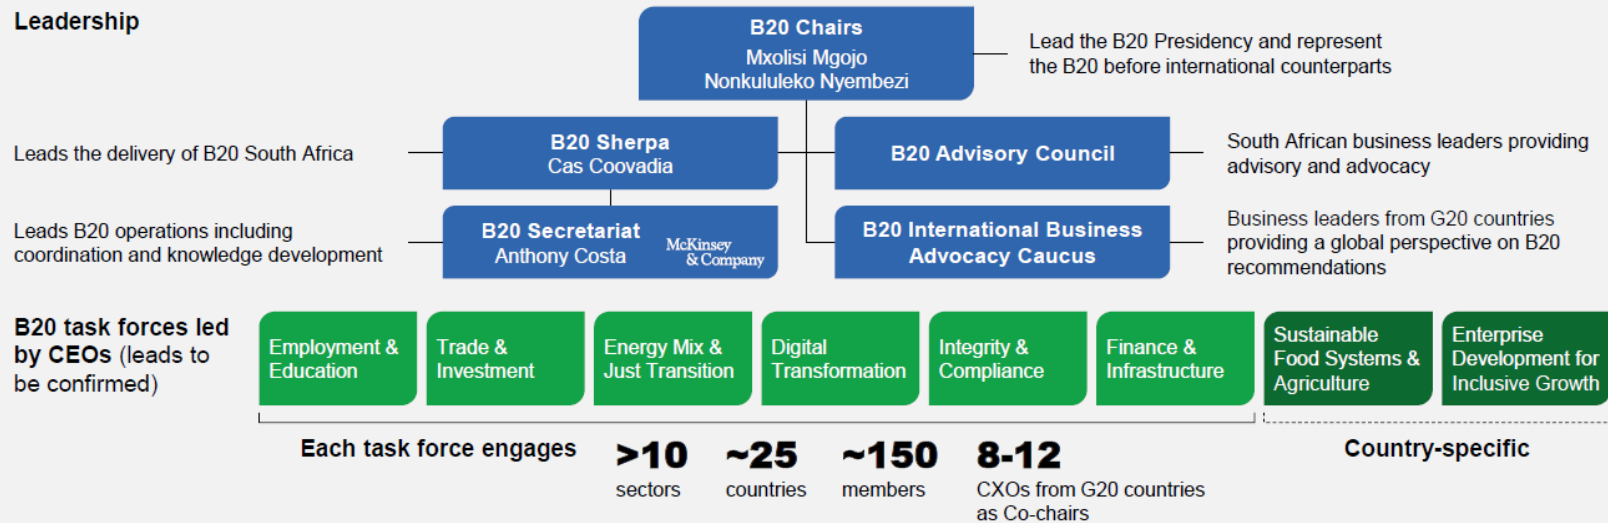 Leadership
B20 Chairs
Mxolisi Mgojo
Nonkululeko Nyembezi
Lead the B20 Presidency and represent
the B20 before international counterparts
Leads the delivery of B20 South Africa
B20 Sherpa
Cas Coovadia
B20 Advisory Council
South African business leaders providing
advisory and advocacy
Leads B20 operations including
coordination and knowledge development
B20 Secretariat
Anthony Costa
McKinsey
& Company
B20 International Business
Advocacy Caucus
Business leaders from G20 countries
providing a global perspective on B20
recommendations
B20 task forces led
by CEOs (leads to
be confirmed)
Employment &
Education
Trade &
Investment
Energy Mix &
Just Transition
Digital
Transformation
Integrity &
Compliance
Finance &
Infrastructure
Sustainable
Food Systems &
Agriculture
Enterprise
Development for
Inclusive Growth
Each task force engages
>10
sectors
~25
countries
~150
members
8-12
CXOs from G20 countries
as Co-chairs
Country-specific